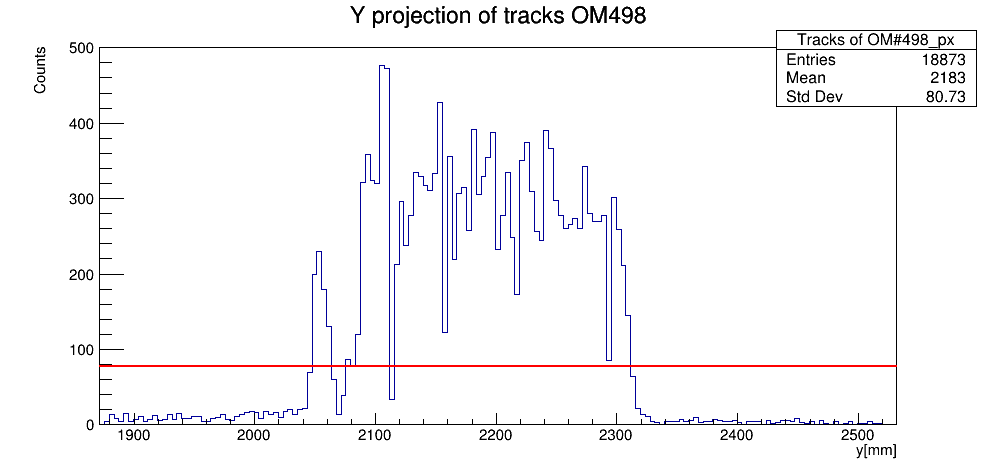 Y projection of tracks OM498
Tracks of OM#498_px
Entries 18873
Mean 2183
Std Dev 80.73
Counts
500
400
300
200
100
0
1900 2000 2100 2200 2300 2400 2500
y[mm]